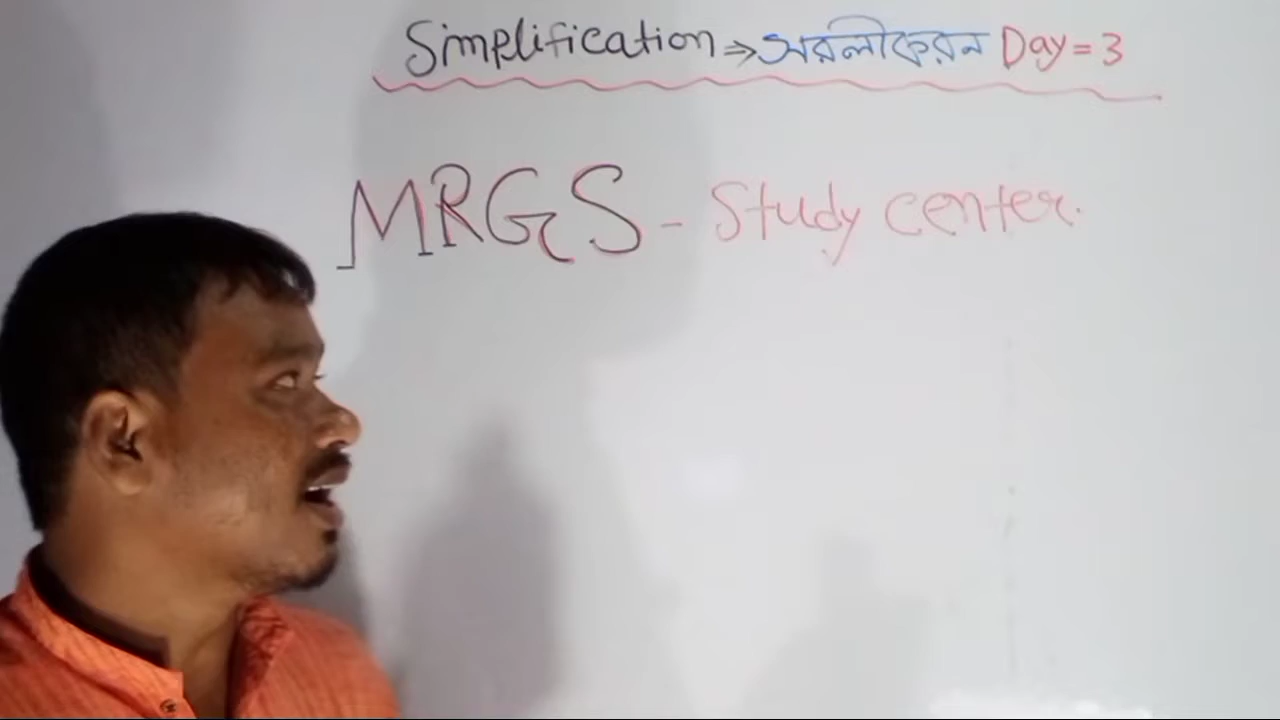 Simplification ⇒ সরলীকরন Day = 3
MRGS - Study center.